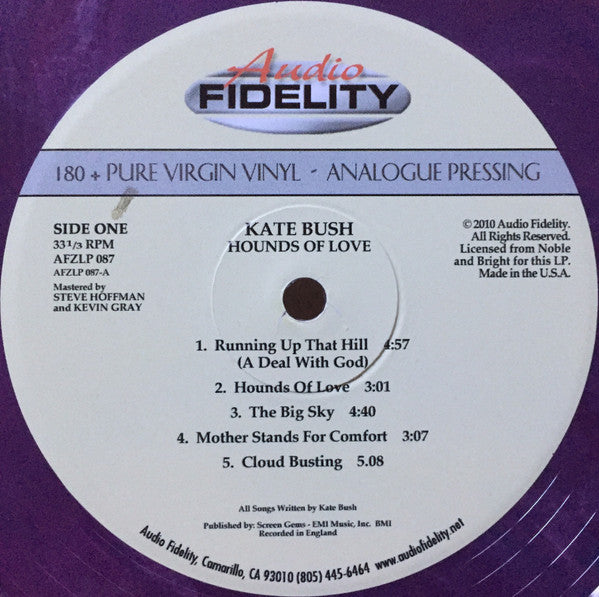 Audio
FIDELITY
180 + PURE VIRGIN VINYL - ANALOGUE PRESSING
SIDE ONE
33 1/3 RPM
AFZLP 087
AFZLP 087-A
Mastered by
STEVE HOFFMAN
and KEVIN GRAY
KATE BUSH
HOUNDS OF LOVE
© 2010 Audio Fidelity.
All Rights Reserved.
Licensed from Noble
and Bright for this LP.
Made in the U.S.A.
1. Running Up That Hill 4:57
(A Deal With God)
2. Hounds Of Love 3:01
3. The Big Sky 4:40
4. Mother Stands For Comfort 3:07
5. Cloud Busting 5.08
All Songs Written by Kate Bush
Published by: Screen Gems - EMI Music, Inc. BMI
Recorded in England
Audio Fidelity, Camarillo, CA 93010 (805) 445-6464 www.audiofidelity.net